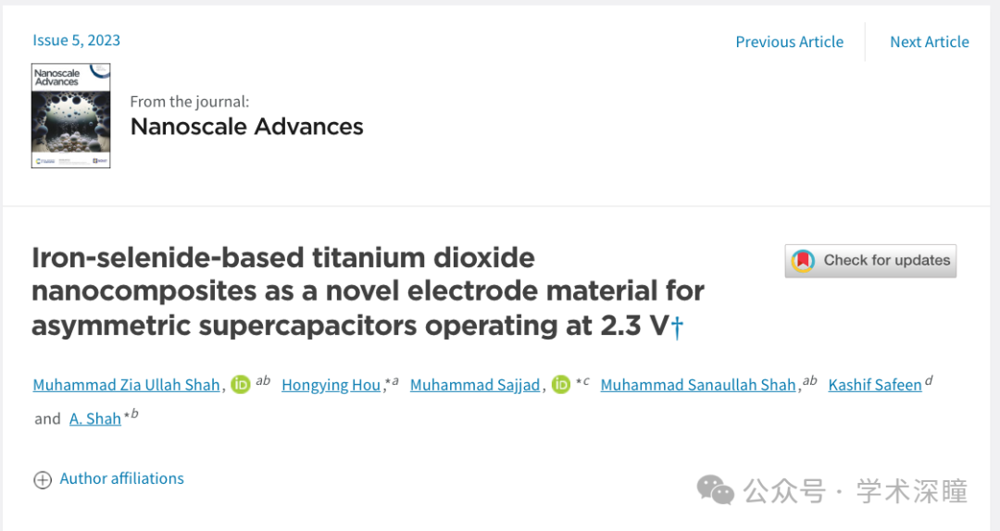 Issue 5, 2023
Previous Article
Next Article
Nanoscale
Advances
From the journal:
Nanoscale Advances
Iron-selenide-based titanium dioxide
nanocomposites as a novel electrode material for
asymmetric supercapacitors operating at 2.3 V†
Check for updates
Muhammad Zia Ullah Shah, iD ab Hongying Hou,*a Muhammad Sajjad, iD *c Muhammad Sanaullah Shah,ab Kashif Safeen d
and A. Shah *b
Author affiliations
公众号 · 学术深瞳